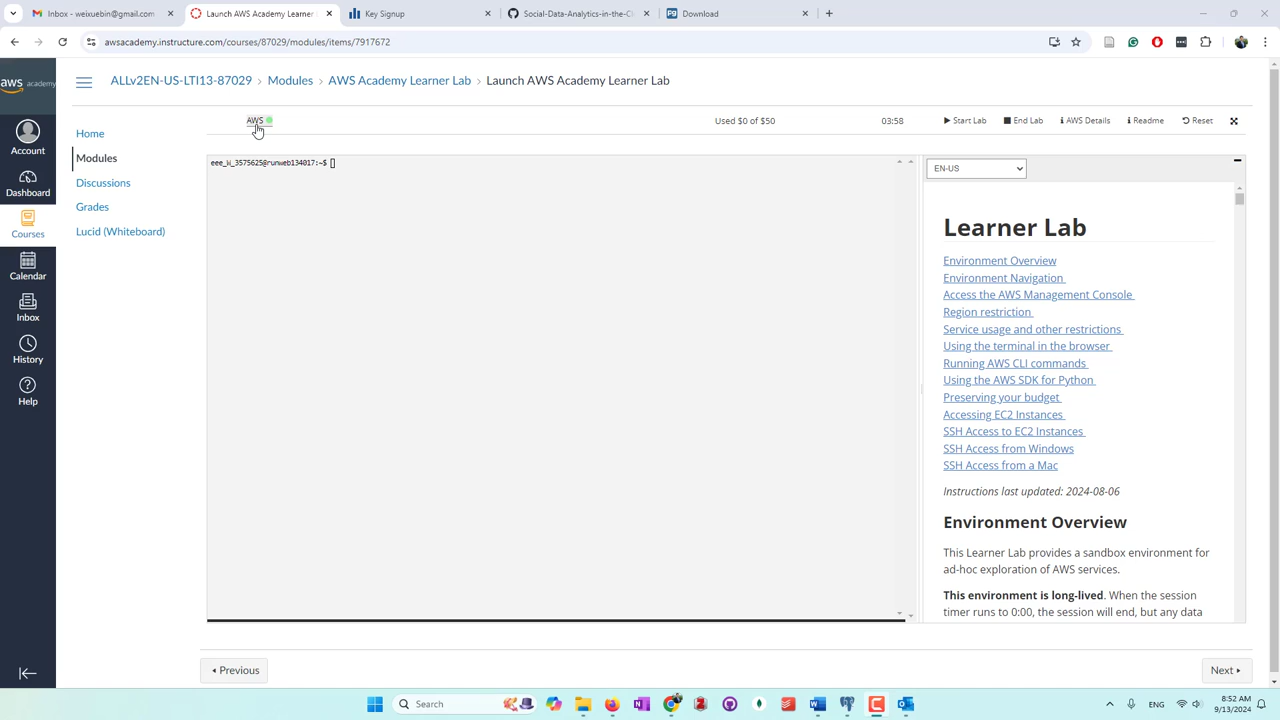 Inbox - weixuebin@gmail.com
Launch AWS Academy Learner
Key Signup
Social-Data-Analytics-in-the-Cl
Download
awsacademy.instructure.com/courses/87029/modules/items/7917672
aws academy
ALLv2EN-US-LTI13-87029 › Modules › AWS Academy Learner Lab › Launch AWS Academy Learner Lab
Account
Dashboard
Courses
Calendar
Inbox
History
Help
Home
Modules
Discussions
Grades
Lucid (Whiteboard)
AWS
Used $0 of $50
03:58
Start Lab
End Lab
AWS Details
Readme
Reset
eee_W_3575625@runweb134017:~$
EN-US
Learner Lab
Environment Overview
Environment Navigation
Access the AWS Management Console
Region restriction
Service usage and other restrictions
Using the terminal in the browser
Running AWS CLI commands
Using the AWS SDK for Python
Preserving your budget
Accessing EC2 Instances
SSH Access to EC2 Instances
SSH Access from Windows
SSH Access from a Mac
Instructions last updated: 2024-08-06
Environment Overview
This Learner Lab provides a sandbox environment for
ad-hoc exploration of AWS services.
This environment is long-lived. When the session
timer runs to 0:00, the session will end, but any data
Previous
Next
Search
ENG
8:52 AM
9/13/2024